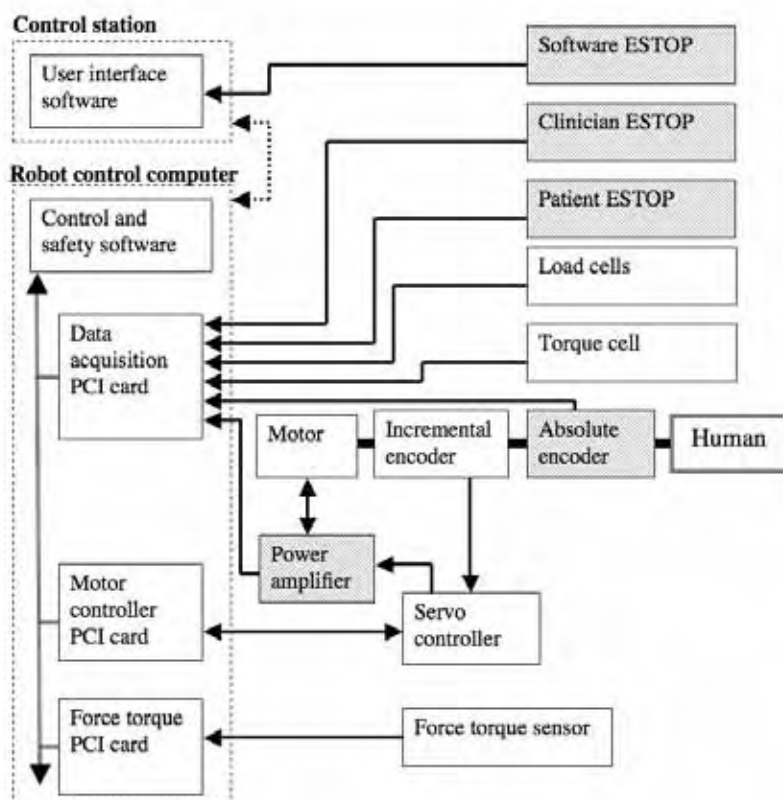 Control station
User interface
software
Robot control computer
Control and
safety software
Data
acquisition
PCI card
Motor
controller
PCI card
Force torque
PCI card
Software ESTOP
Clinician ESTOP
Patient ESTOP
Load cells
Torque cell
Motor
Incremental
encoder
Absolute
encoder
Human
Power
amplifier
Servo
controller
Force torque sensor